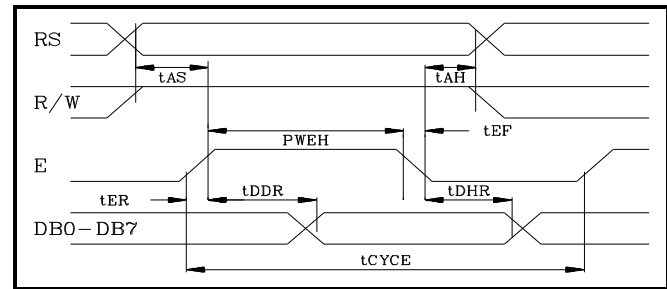 RS
tAS
tAH
R/W
tEF
PWEH
E
tER
tDDR
tDHR
DB0-DB7
tCYCE